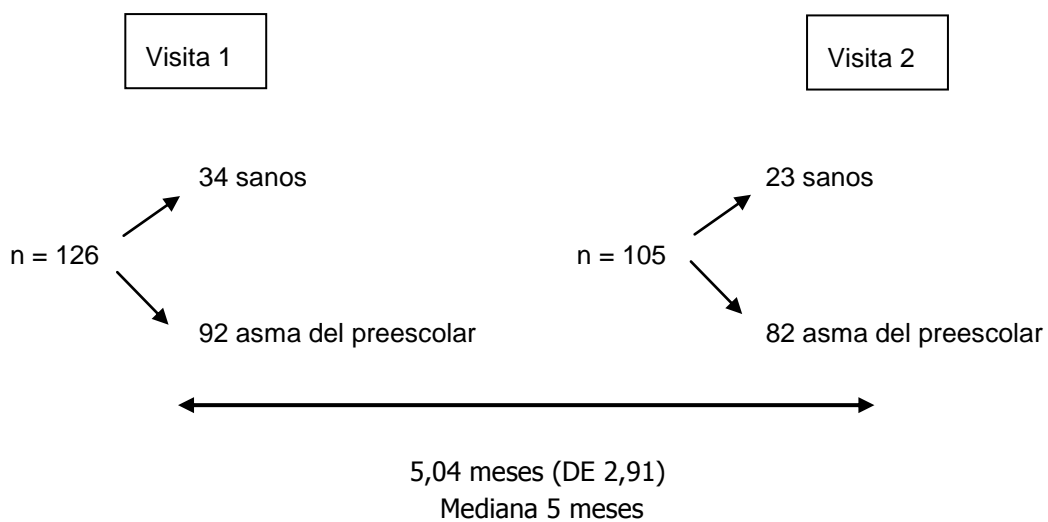 Visita 1
Visita 2
34 sanos
23 sanos
n = 126
n = 105
92 asma del preescolar
82 asma del preescolar
5,04 meses (DE 2,91)
Mediana 5 meses